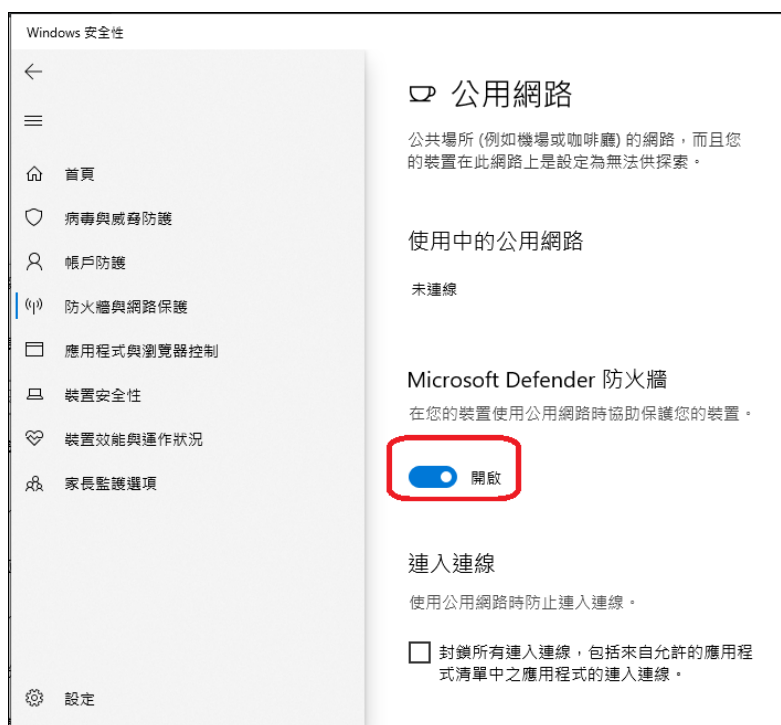 Windows 安全性
首頁
病毒與威脅防護
帳戶防護
防火牆與網路保護
應用程式與瀏覽器控制
裝置安全性
裝置效能與運作狀況
家長監護選項
設定
公用網路
公共場所 (例如機場或咖啡廳) 的網路，而且您
的裝置在此網路上是設定為無法供探索。
使用中的公用網路
未連線
Microsoft Defender 防火牆
在您的裝置使用公用網路時協助保護您的裝置。
開啟
連入連線
使用公用網路時防止連入連線。
封鎖所有連入連線，包括來自允許的應用程
式清單中之應用程式的連入連線。